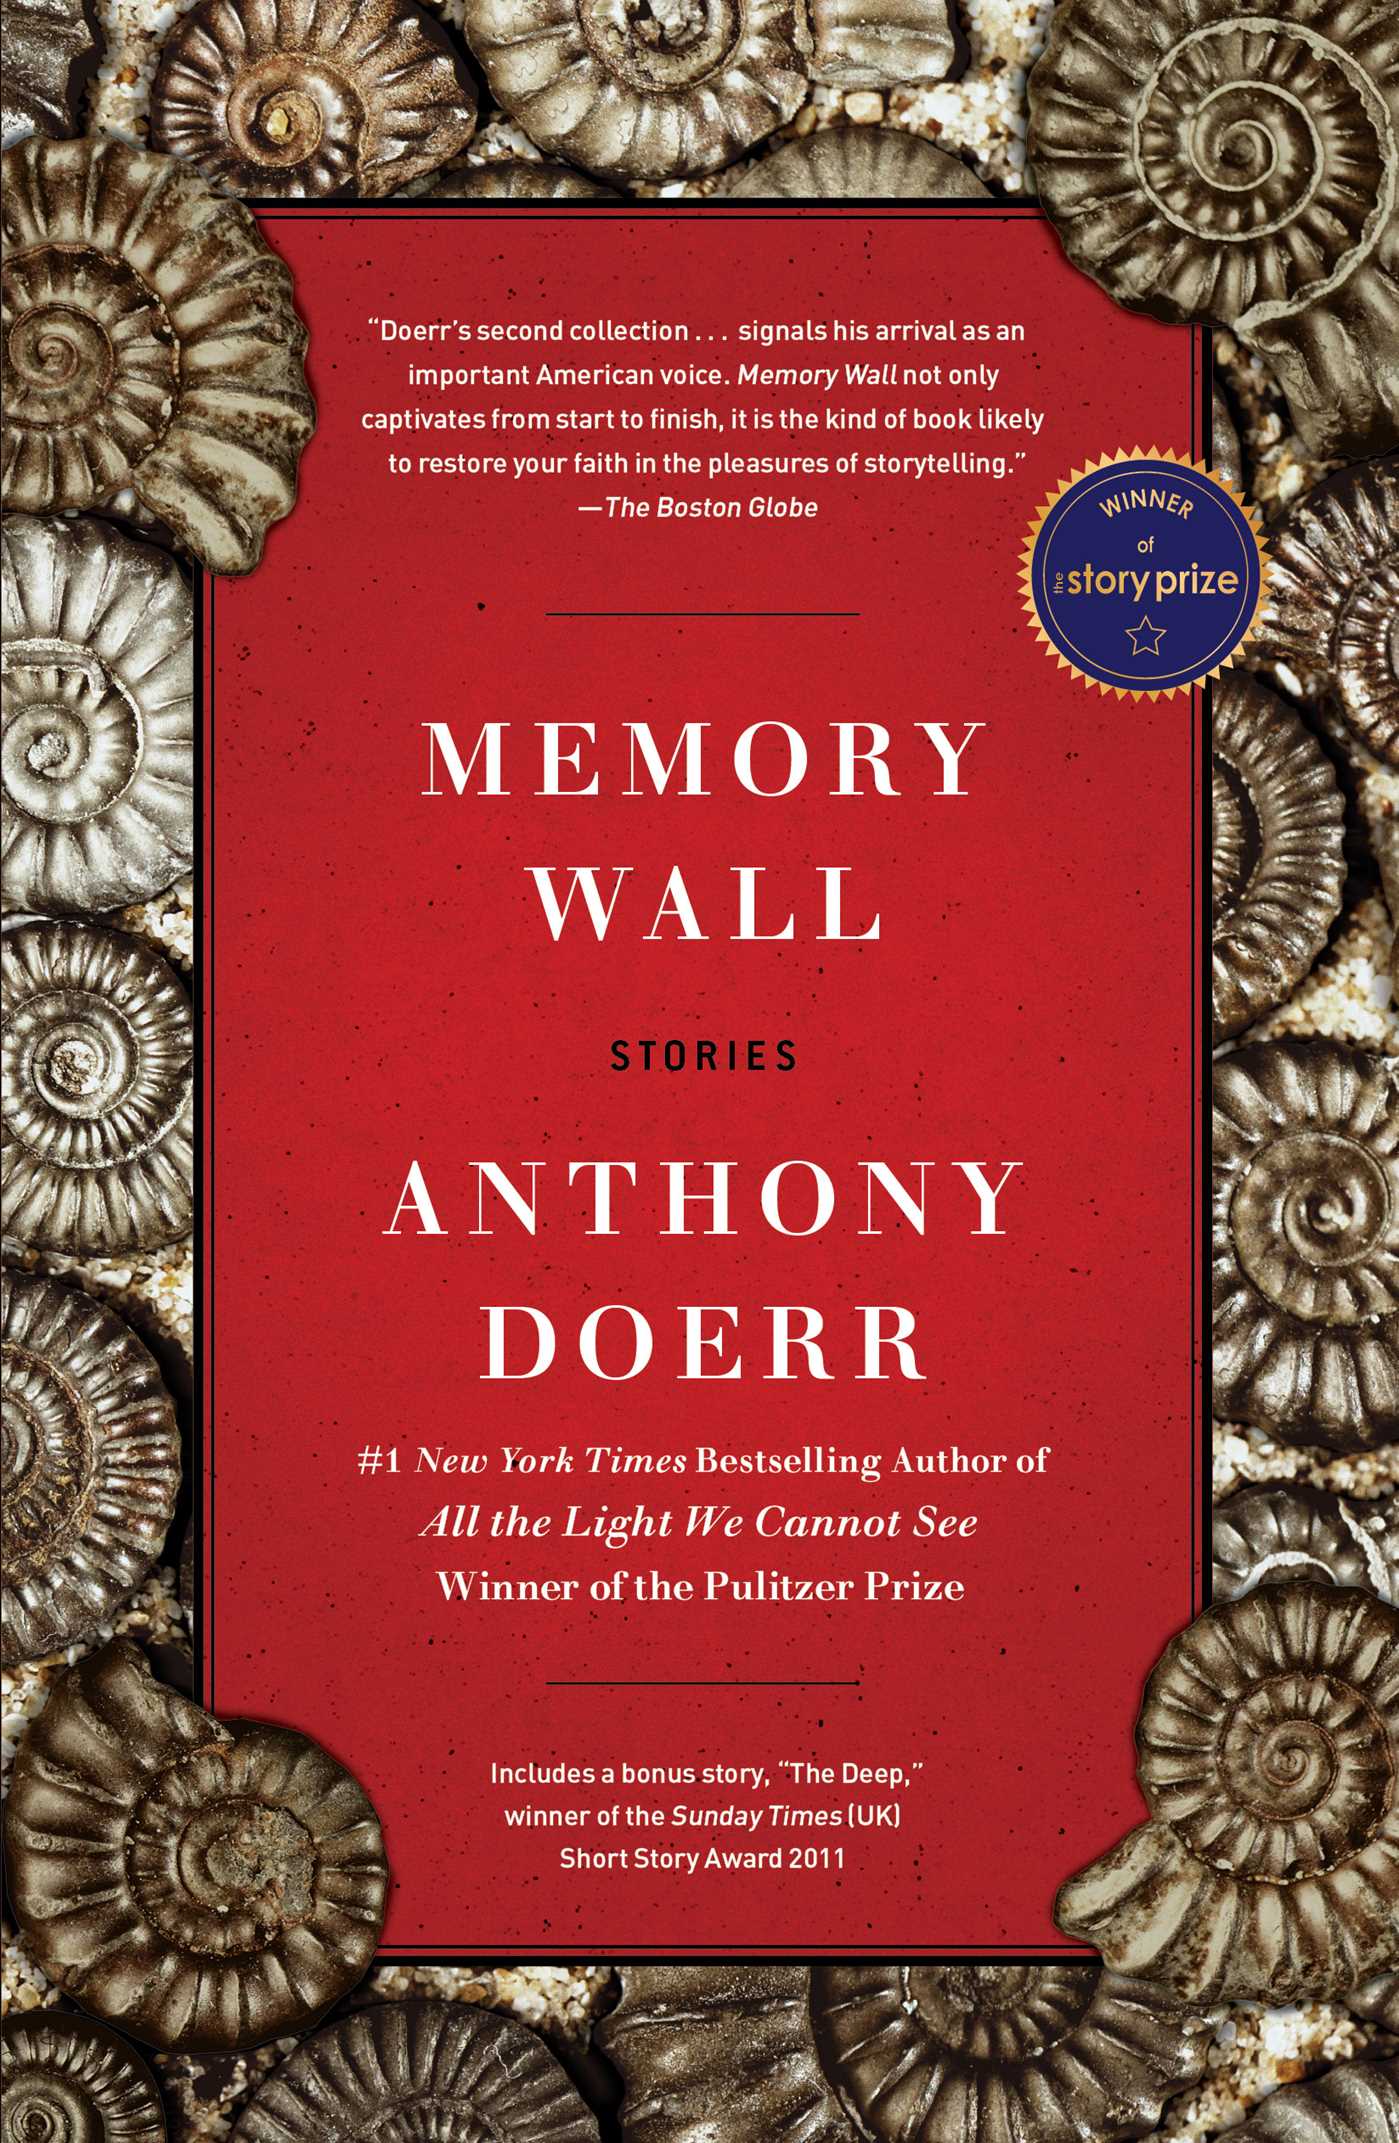 “Doerr’s second collection . . . signals his arrival as an
important American voice. Memory Wall not only
captivates from start to finish, it is the kind of book likely
to restore your faith in the pleasures of storytelling.”
—The Boston Globe
WINNER
of
the story prize
MEMORY
WALL
STORIES
ANTHONY
DOERR
#1 New York Times Bestselling Author of
All the Light We Cannot See
Winner of the Pulitzer Prize
Includes a bonus story, “The Deep,”
winner of the Sunday Times (UK)
Short Story Award 2011